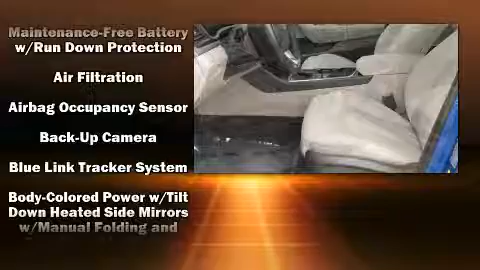 Maintenance-Free Battery
w/Run Down Protection
Air Filtration
Airbag Occupancy Sensor
Back-Up Camera
Blue Link Tracker System
Body-Colored Power w/Tilt
Down Heated Side Mirrors
w/Manual Folding and